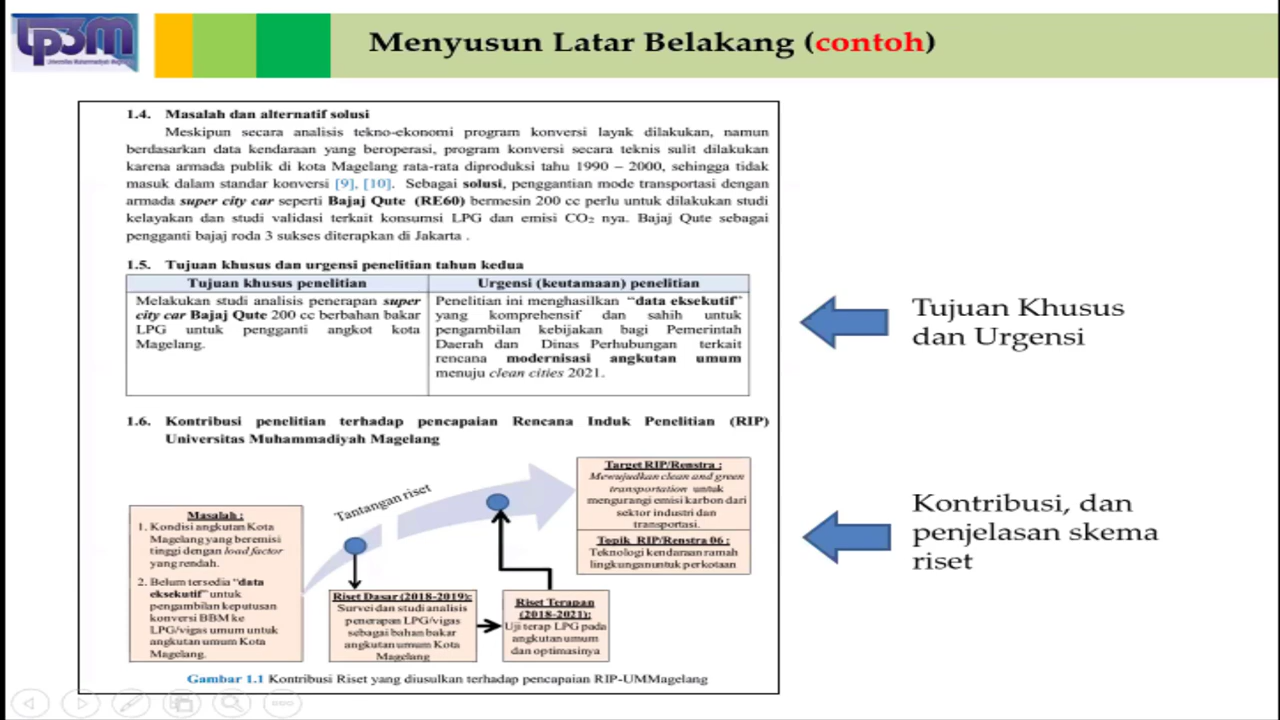 LP3M
Menyusun Latar Belakang (contoh)
1.4. Masalah dan alternatif solusi
Meskipun secara analisis tekno-ekonomi program konversi layak dilakukan, namun
berdasarkan data kendaraan yang beroperasi, program konversi secara teknis sulit dilakukan
karena armada publik di kota Magelang rata-rata diproduksi tahu 1990 – 2000, sehingga tidak
masuk dalam standar konversi [9], [10]. Sebagai solusi, penggantian mode transportasi dengan
armada super city car seperti Bajaj Qute (RE60) bermesin 200 cc perlu untuk dilakukan studi
kelayakan dan studi validasi terkait konsumsi LPG dan emisi CO₂ nya. Bajaj Qute sebagai
pengganti bajaj roda 3 sukses diterapkan di Jakarta .
1.5. Tujuan khusus dan urgensi penelitian tahun kedua
Tujuan khusus penelitian
Melakukan studi analisis penerapan super
city car Bajaj Qute 200 cc berbahan bakar
LPG untuk pengganti angkot kota
Magelang.
Urgensi (keutamaan) penelitian
Penelitian ini menghasilkan “data eksekutif”
yang komprehensif dan sahih untuk
pengambilan kebijakan bagi Pemerintah
Daerah dan Dinas Perhubungan terkait
rencana modernisasi angkutan umum
menuju clean cities 2021.
Tujuan Khusus
dan Urgensi
1.6. Kontribusi penelitian terhadap pencapaian Rencana Induk Penelitian (RIP)
Universitas Muhammadiyah Magelang
Masalah :
1. Kondisi angkutan Kota
Magelang yang beremisi
tinggi dengan load factor
yang rendah.
2. Belum tersedia “data
eksekutif” untuk
pengambilan keputusan
konversi BBM ke
LPG/vigas umum untuk
angkutan umum Kota
Magelang.
Tantangan riset
Riset Dasar (2018-2019):
Survei dan studi analisis
penerapan LPG/vigas
sebagai bahan bakar
angkutan umum Kota
Magelang
Riset Terapan
(2018-2021):
Uji terap LPG pada
angkutan umum
dan optimasinya
Target RIP/Renstra :
Mewujudkan clean and green
transportation untuk
mengurangi emisi karbon dari
sektor industri dan
transportasi.
Topik RIP/Renstra 06 :
Teknologi kendaraan ramah
lingkunganuntuk perkotaan
Gambar 1.1 Kontribusi Riset yang diusulkan terhadap pencapaian RIP-UMMagelang
Kontribusi, dan
penjelasan skema
riset